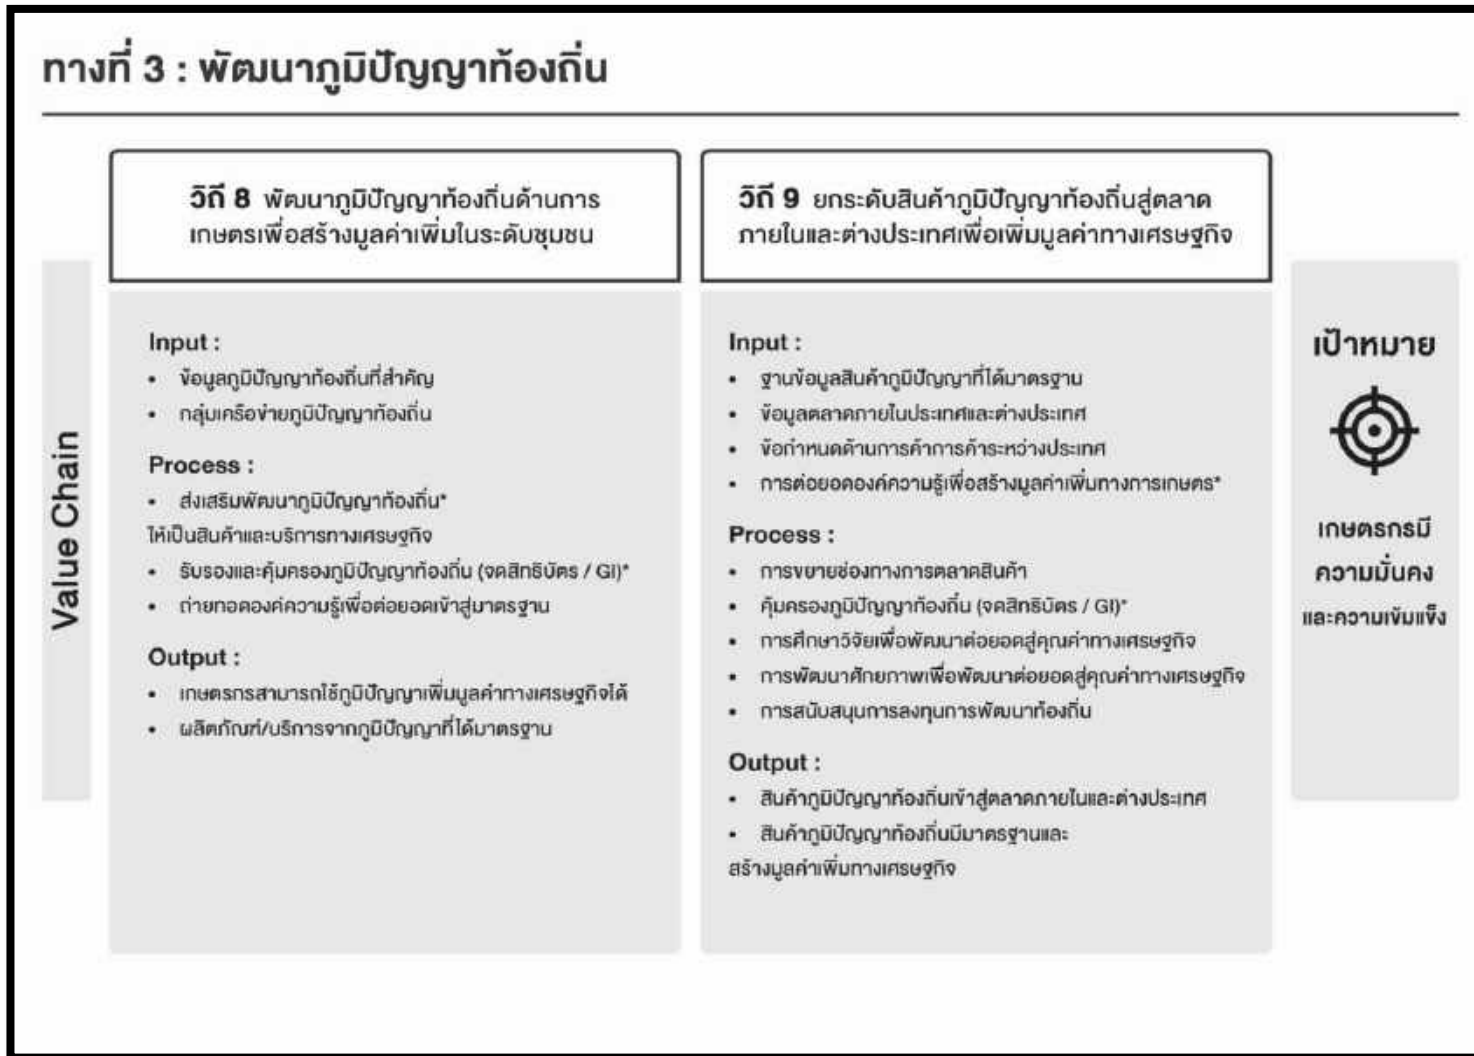 ทางที่ 3 : พัฒนาภูมิปัญญาท้องถิ่น
วิถี 8 พัฒนาภูมิปัญญาท้องถิ่นด้านการ
เกษตรเพื่อสร้างมูลค่าเพิ่มในระดับชุมชน
วิถี 9 ยกระดับสินค้าภูมิปัญญาท้องถิ่นสู่ตลาด
ภายในและต่างประเทศเพื่อเพิ่มมูลค่าทางเศรษฐกิจ
Value Chain
Input :
• ข้อมูลภูมิปัญญาท้องถิ่นที่สำคัญ
• กลุ่มเครือข่ายภูมิปัญญาท้องถิ่น
Process :
• ส่งเสริมพัฒนาภูมิปัญญาท้องถิ่น*
ให้เป็นสินค้าและบริการทางเศรษฐกิจ
• รับรองและคุ้มครองภูมิปัญญาท้องถิ่น (จดสิทธิบัตร / GI)*
• ถ่ายทอดองค์ความรู้เพื่อต่อยอดเข้าสู่มาตรฐาน
Output :
• เกษตรกรสามารถใช้ภูมิปัญญาเพิ่มมูลค่าทางเศรษฐกิจได้
• ผลิตภัณฑ์/บริการจากภูมิปัญญาที่ได้มาตรฐาน
Input :
• ฐานข้อมูลสินค้าภูมิปัญญาที่ได้มาตรฐาน
• ข้อมูลตลาดภายในประเทศและต่างประเทศ
• ข้อกำหนดด้านการค้าการค้าระหว่างประเทศ
• การต่อยอดองค์ความรู้เพื่อสร้างมูลค่าเพิ่มทางการเกษตร*
Process :
• การขยายช่องทางการตลาดสินค้า
• คุ้มครองภูมิปัญญาท้องถิ่น (จดสิทธิบัตร / GI)*
• การศึกษาวิจัยเพื่อพัฒนาต่อยอดสู่คุณค่าทางเศรษฐกิจ
• การพัฒนาศักยภาพเพื่อพัฒนาต่อยอดสู่คุณค่าทางเศรษฐกิจ
• การสนับสนุนการลงทุนการพัฒนาท้องถิ่น
Output :
• สินค้าภูมิปัญญาท้องถิ่นเข้าสู่ตลาดภายในและต่างประเทศ
• สินค้าภูมิปัญญาท้องถิ่นมีมาตรฐานและ
สร้างมูลค่าเพิ่มทางเศรษฐกิจ
เป้าหมาย
เกษตรกรมี
ความมั่นคง
และความเข้มแข็ง